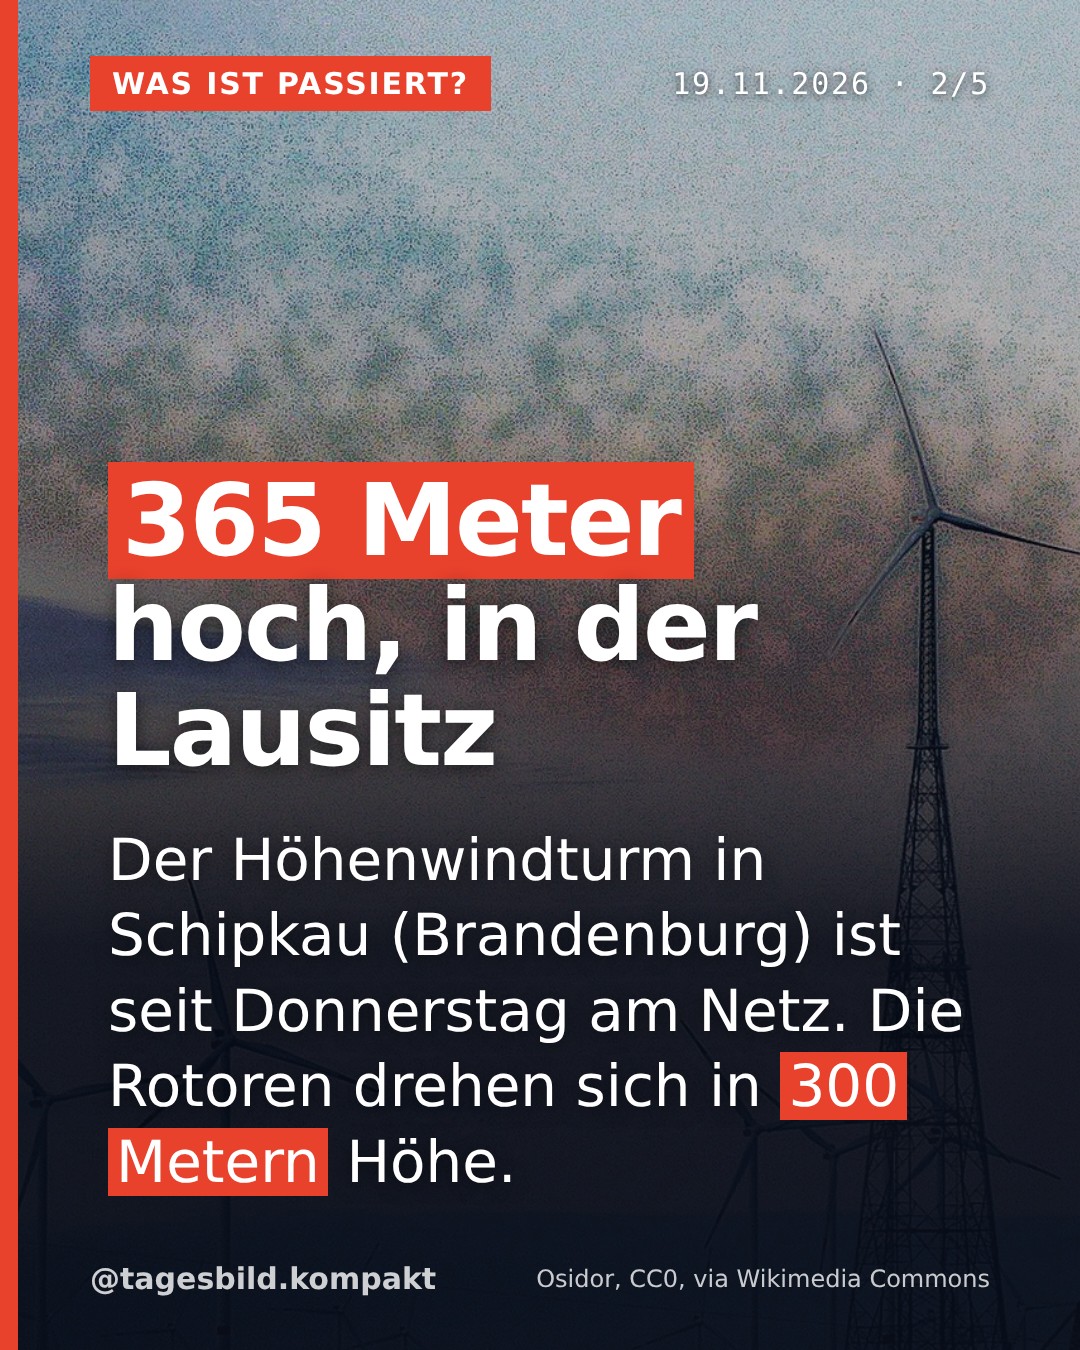 WAS IST PASSIERT?
19.11.2026 · 2/5
365 Meter
hoch, in der
Lausitz
Der Höhenwindturm in
Schipkau (Brandenburg) ist
seit Donnerstag am Netz. Die
Rotoren drehen sich in 300
Metern Höhe.
@tagesbild.kompakt
Osidor, CC0, via Wikimedia Commons